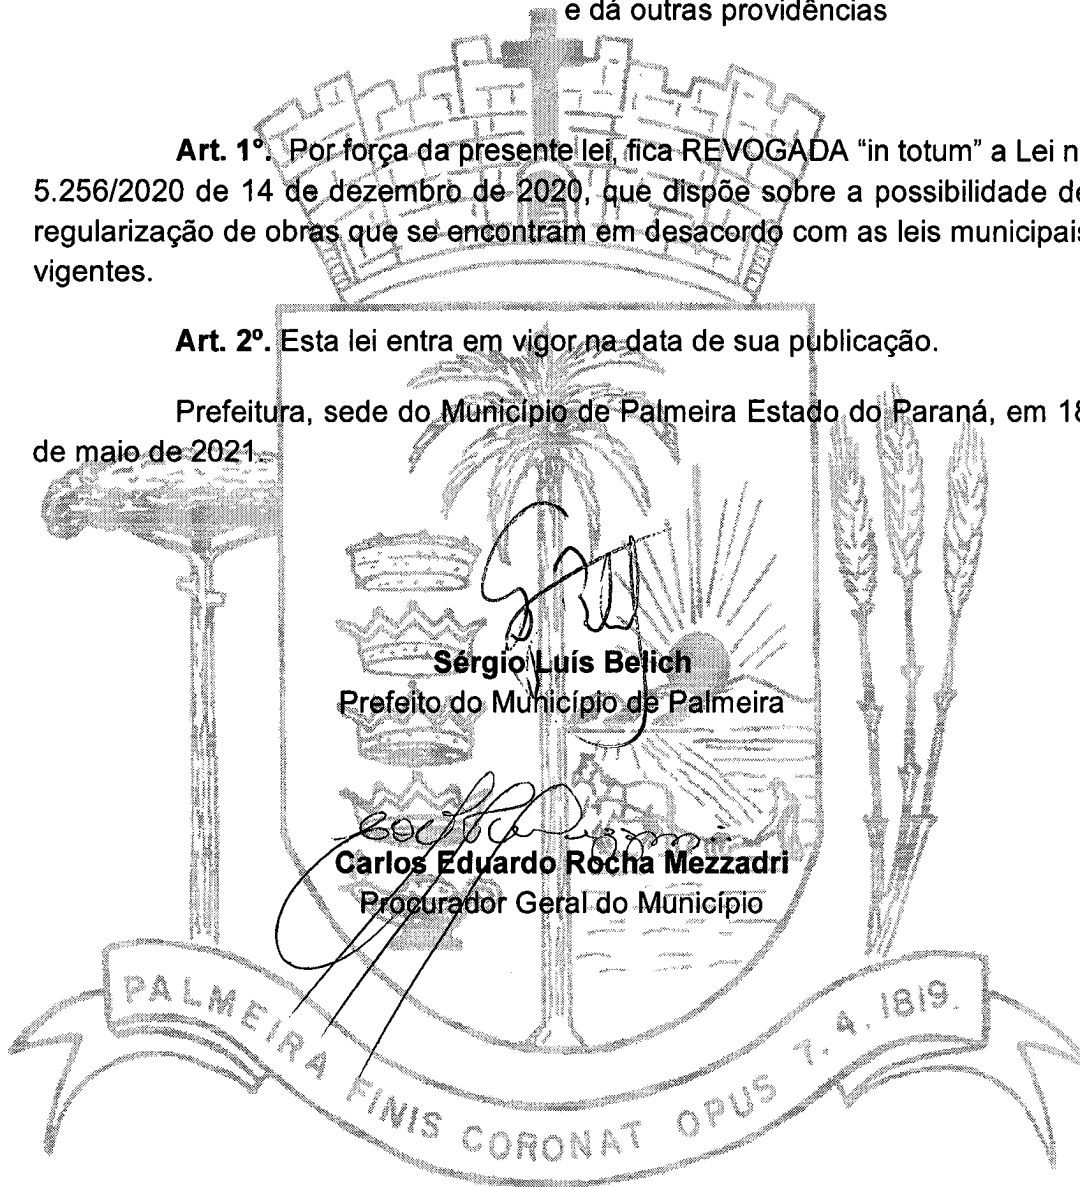 e dá outras providências
Art. 1º. Por força da presente lei, fica REVOGADA “in totum” a Lei n
5.256/2020 de 14 de dezembro de 2020, que dispõe sobre a possibilidade de
regularização de obras que se encontram em desacordo com as leis municipais
vigentes.
Art. 2º. Esta lei entra em vigor na data de sua publicação.
Prefeitura, sede do Município de Palmeira Estado do Paraná, em 18
de maio de 2021.
Sérgio Luís Belich
Prefeito do Município de Palmeira
Carlos Eduardo Rocha Mezzadri
Procurador Geral do Município
PALMEIRA FINIS CORONAT OPUS 7.4.1819.